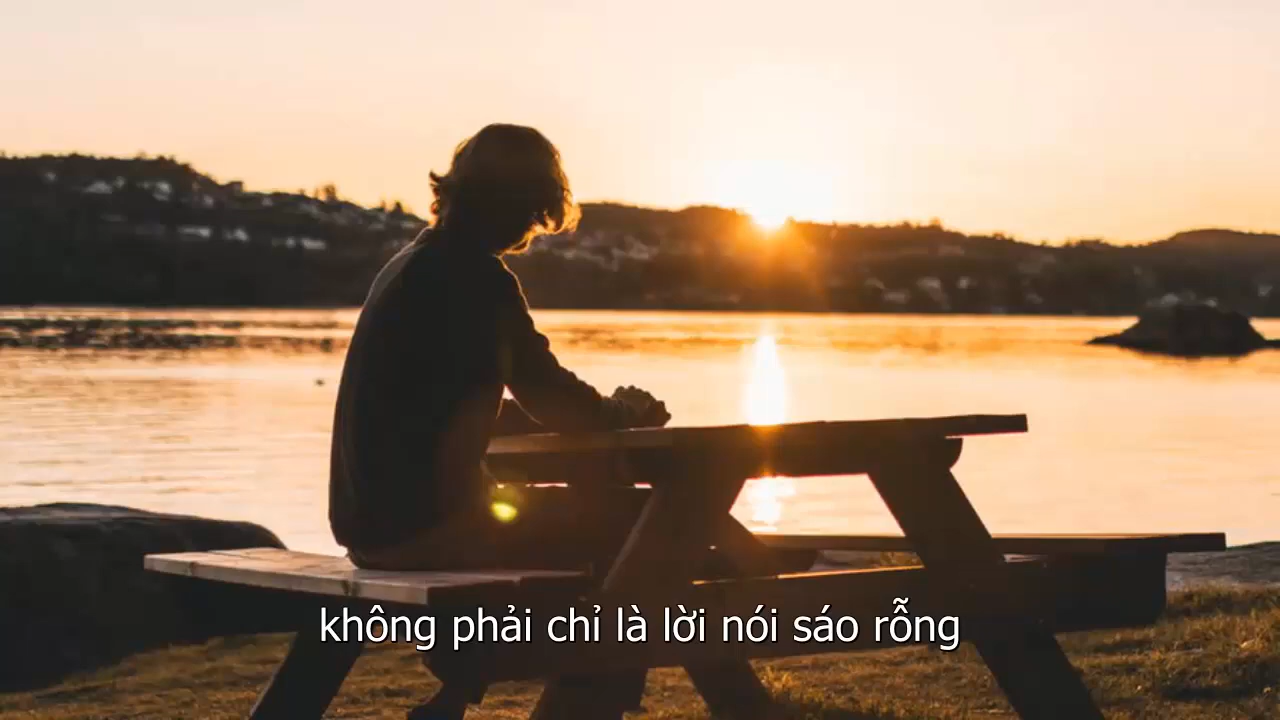 không phải chỉ là lời nói sáo rỗng